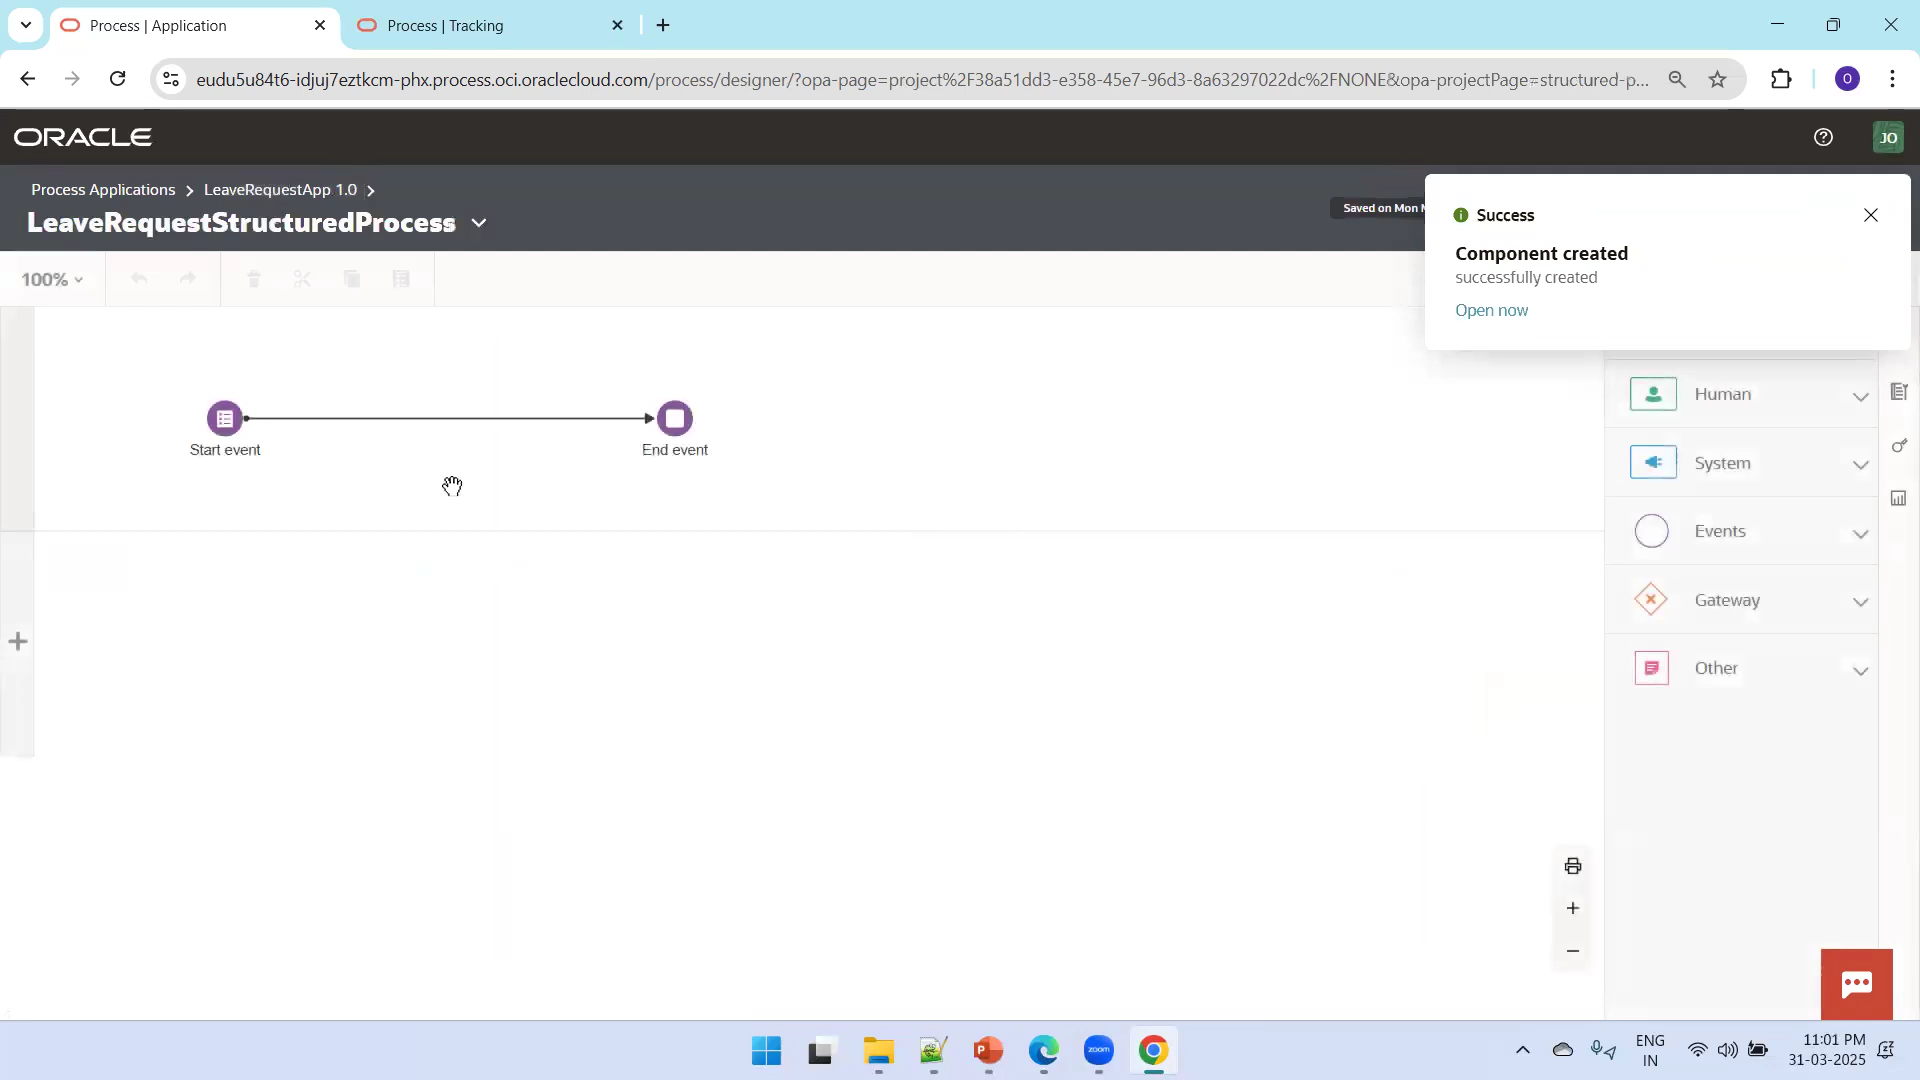 Process | Application
Process | Tracking
eudu5u84t6-idjuj7eztkcm-phx.process.oci.oraclecloud.com/process/designer/?opa-page=project%2F38a51dd3-e358-45e7-96d3-8a63297022dc%2FNONE&opa-projectPage=structured-p...
O
ORACLE
JO
Process Applications > LeaveRequestApp 1.0 >
LeaveRequestStructuredProcess
Saved on Mon
Success
Component created
successfully created
Open now
100%
Start event
End event
Human
System
Events
Gateway
Other
zoom
ENG
IN
11:01 PM
31-03-2025